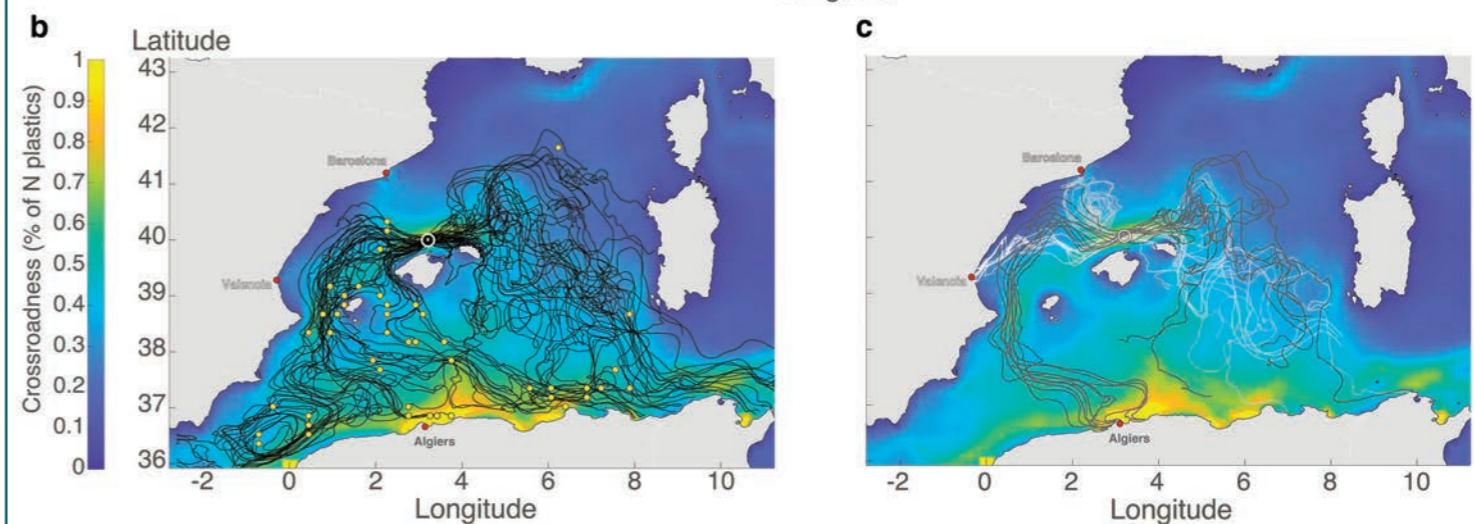 b
c
Latitude
Crossroadness (% of N plastics)
1
0.9
0.8
0.7
0.6
0.5
0.4
0.3
0.2
0.1
0
43
42
41
40
39
38
37
36
Barcelona
Valencia
Algiers
-2 0 2 4 6 8 10
Longitude
Barcelona
Valencia
Algiers
-2 0 2 4 6 8 10
Longitude